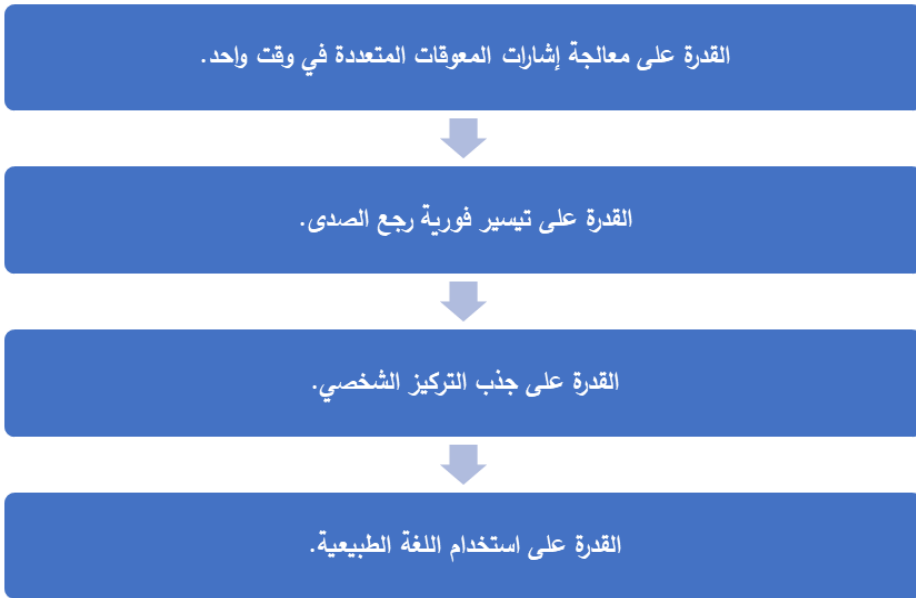 القدرة على معالجة إشارات المعوقات المتعددة في وقت واحد.
القدرة على تيسير فورية رجع الصدى.
القدرة على جذب التركيز الشخصي.
القدرة على استخدام اللغة الطبيعية.